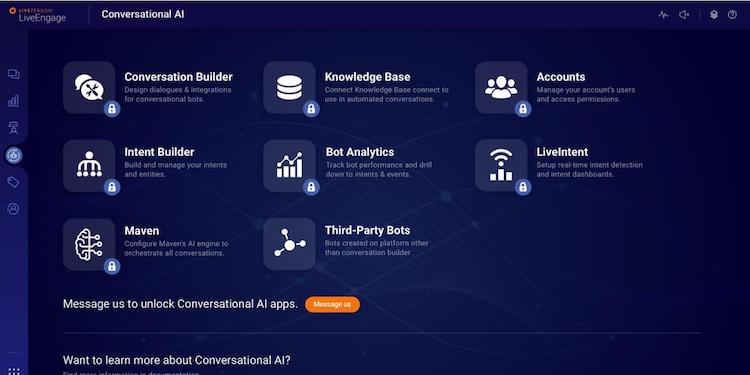 LIVEPERSON
LiveEngage
Conversational AI
Conversation Builder
Design dialogues & integrations
for conversational bots.
Knowledge Base
Connect Knowledge Base connect to
use in automated conversations.
Accounts
Manage your account's users
and access permissions.
Intent Builder
Build and manage your intents
and entities.
Bot Analytics
Track bot performance and drill
down to intents & events.
LiveIntent
Setup real-time intent detection
and intent dashboards.
Maven
Configure Maven's AI engine to
orchestrate all conversations.
Third-Party Bots
Bots created on platform other
than conversation builder
Message us to unlock Conversational AI apps.
Message us
Want to learn more about Conversational AI?
Find more information in documentation.